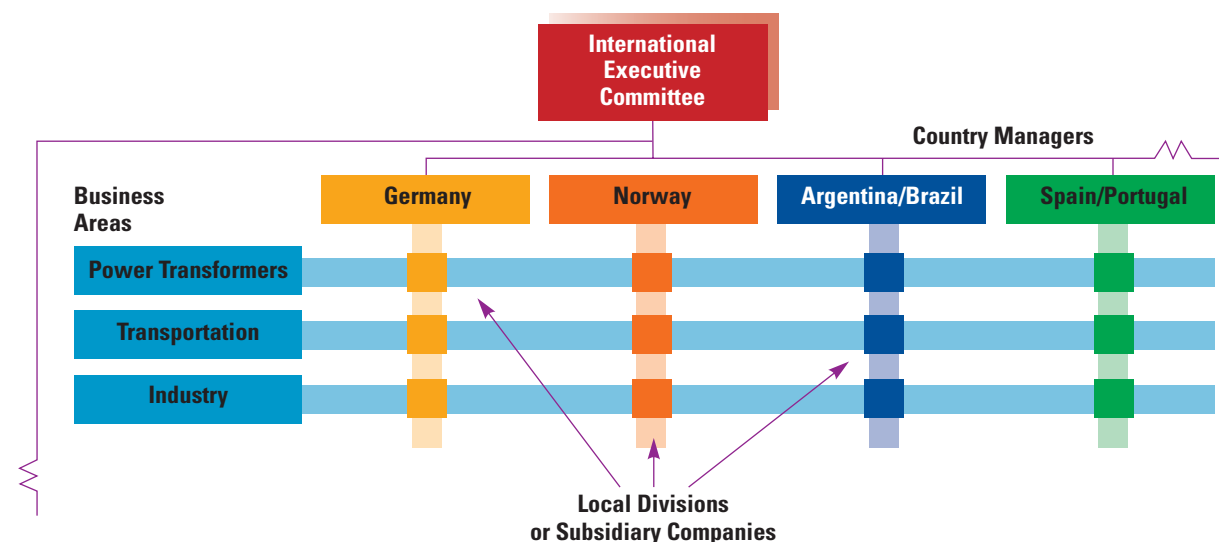 International
Executive
Committee
Country Managers
Business
Areas
Germany
Norway
Argentina/Brazil
Spain/Portugal
Power Transformers
Transportation
Industry
Local Divisions
or Subsidiary Companies